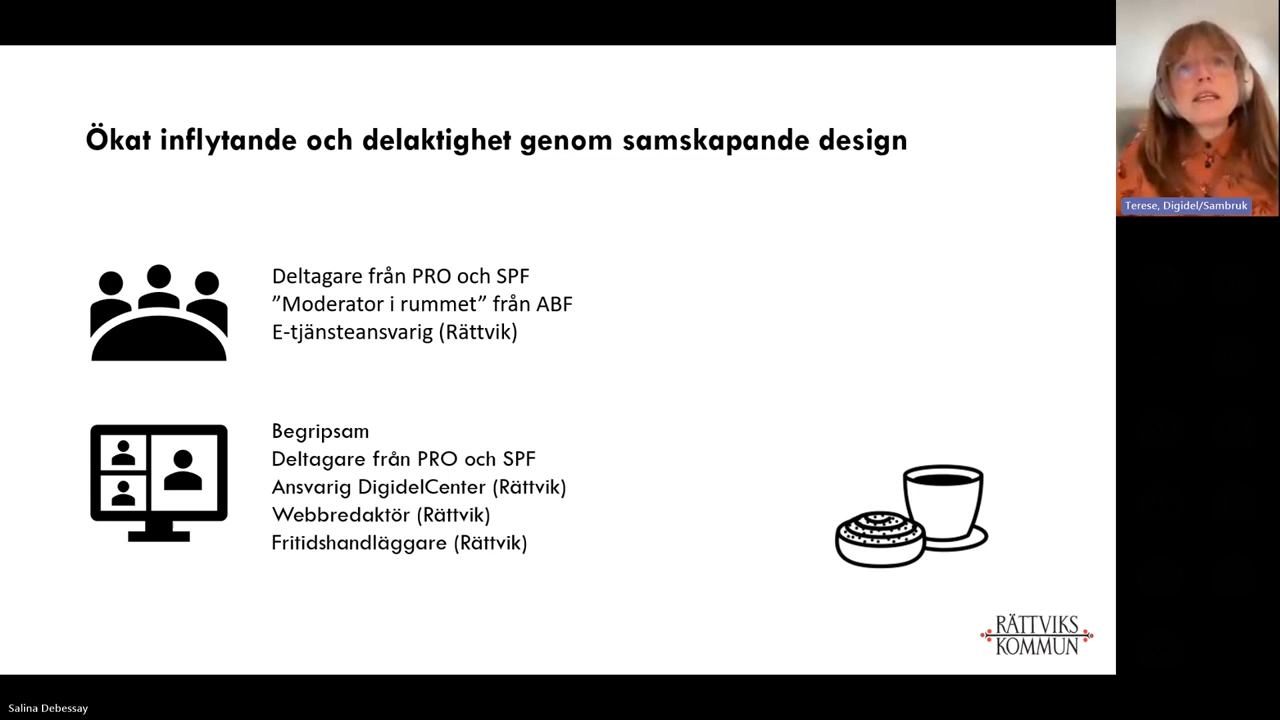 Ökat inflytande och delaktighet genom samskapande design
Deltagare från PRO och SPF
”Moderator i rummet” från ABF
E-tjänsteansvarig (Rättvik)
Begripsam
Deltagare från PRO och SPF
Ansvarig DigidelCenter (Rättvik)
Webbredaktör (Rättvik)
Fritidshandläggare (Rättvik)
RÄTTVIKS
KOMMUN
Terese, Digidel/Sambruk
Salina Debessay